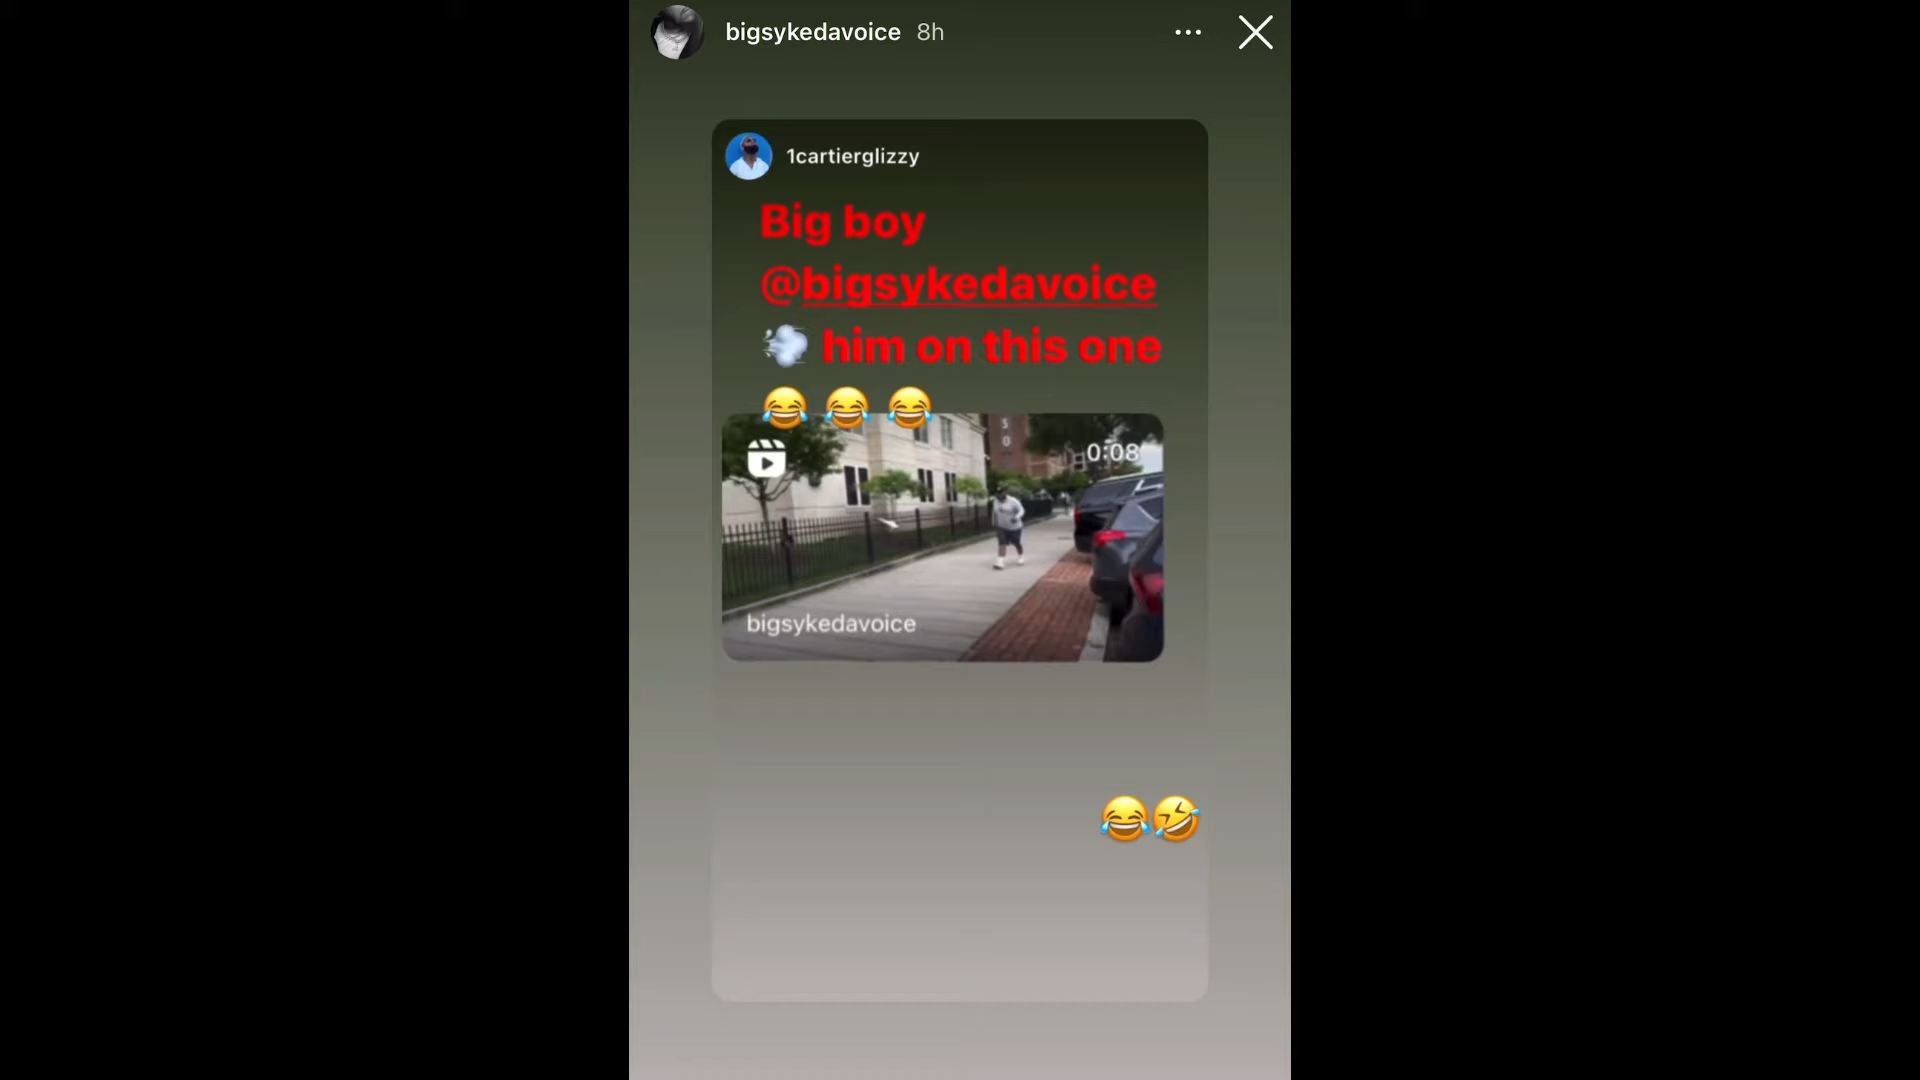 bigsykedavoice 8h
1cartierglizzy
Big boy
@bigsykedavoice
💨 him on this one
😂 😂 😂
S
O
0:08
bigsykedavoice
😂🤣